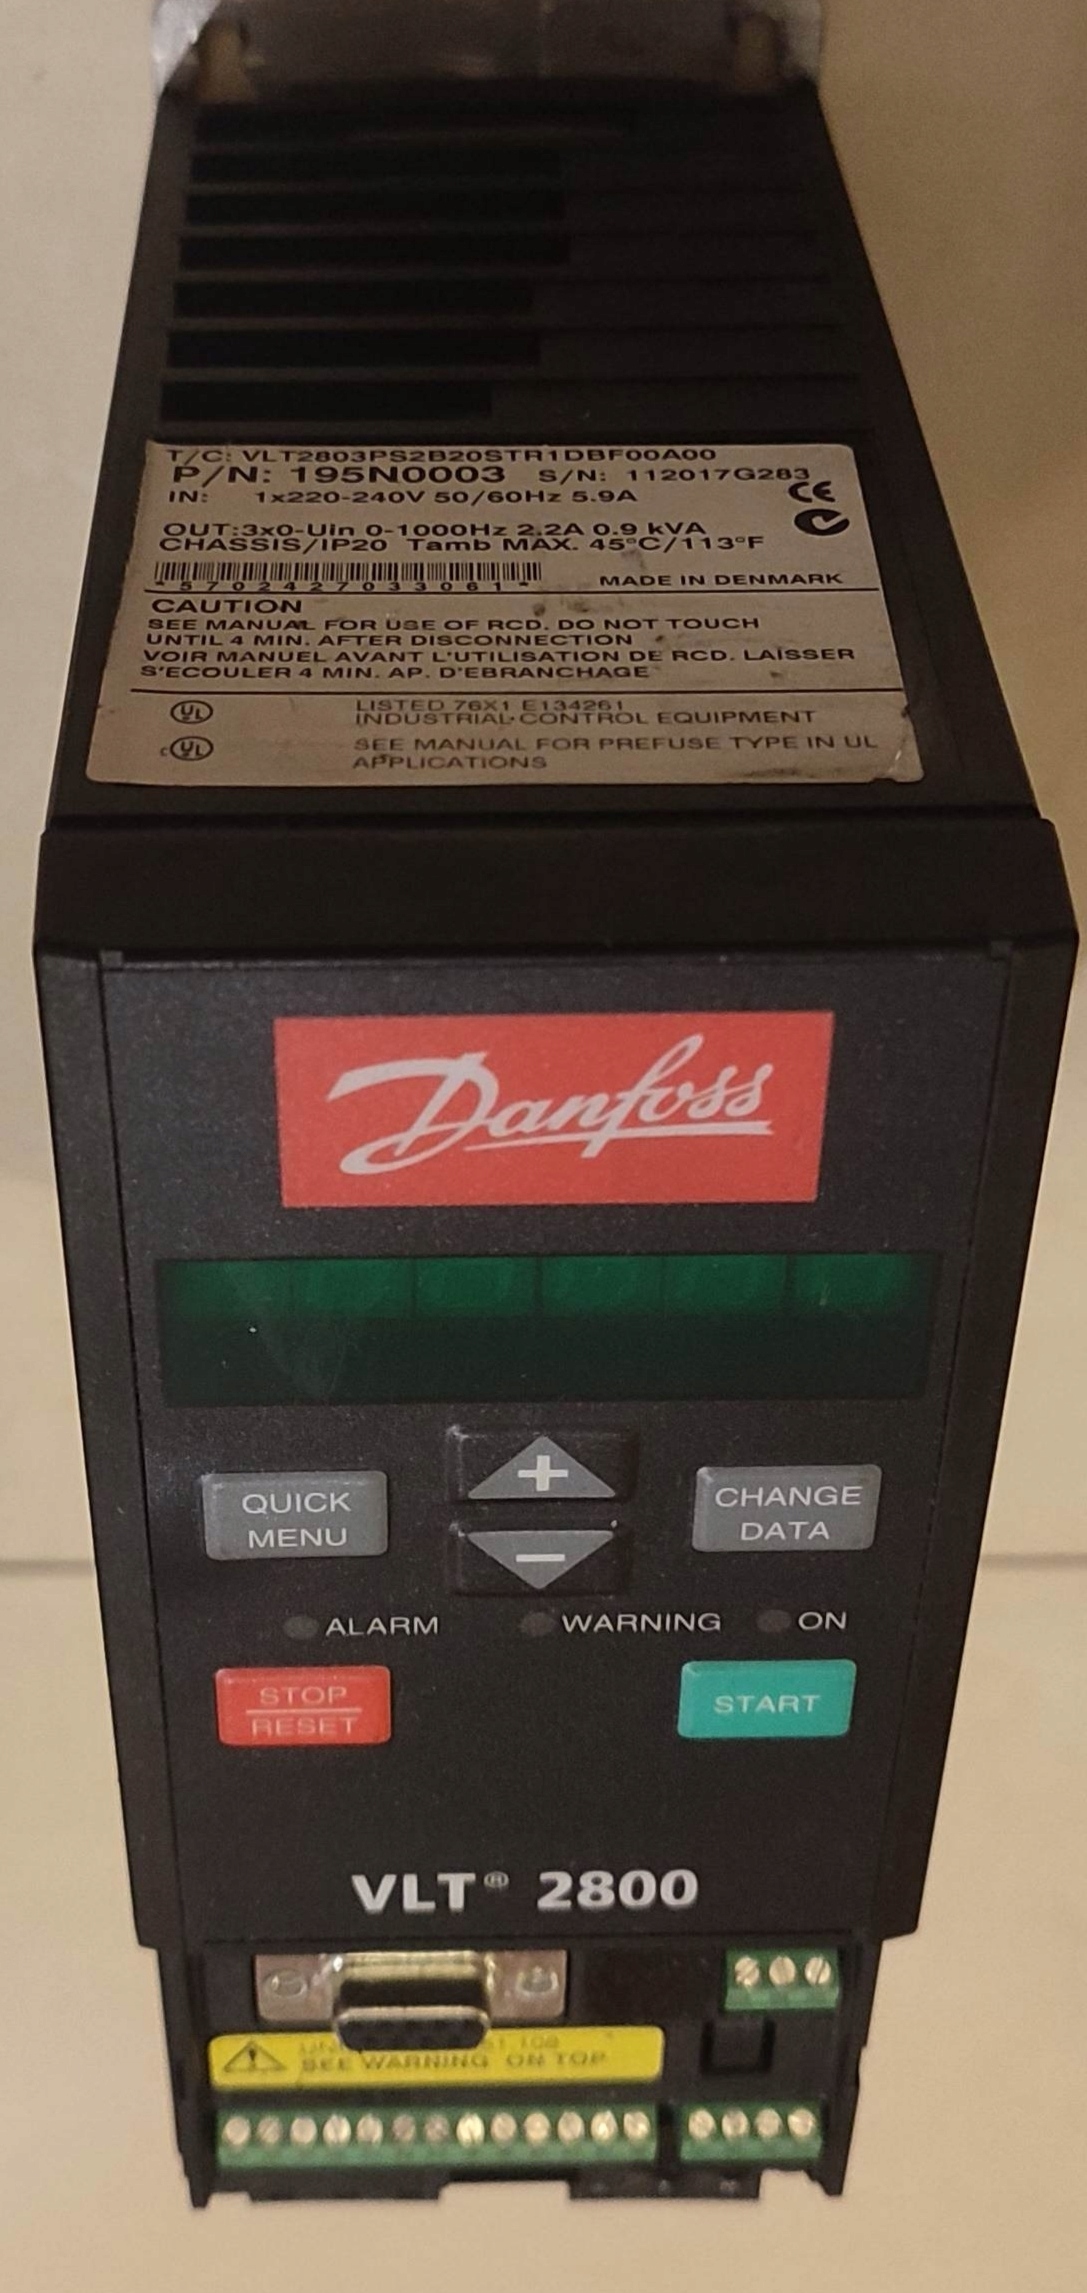 T/C: VLT2803PS2B20STR1DBF00A00
P/N: 195N0003 S/N: 112017G283
IN: 1x220-240V 50/60Hz 5.9A
CE
OUT:3x0-Uin 0-1000Hz 2.2A 0.9 kVA
CHASSIS/IP20 Tamb MAX. 45°C/113°F
*5702427033061*
MADE IN DENMARK
CAUTION
SEE MANUAL FOR USE OF RCD. DO NOT TOUCH
UNTIL 4 MIN. AFTER DISCONNECTION
VOIR MANUEL AVANT L'UTILISATION DE RCD. LAISSER
S'ECOULER 4 MIN. AP. D'EBRANCHAGE
UL LISTED 76X1 E134261
INDUSTRIAL CONTROL EQUIPMENT
c UL SEE MANUAL FOR PREFUSE TYPE IN UL
APPLICATIONS
Danfoss
+
QUICK
MENU
CHANGE
DATA
−
ALARM WARNING ON
STOP
RESET
START
VLT® 2800
SEE WARNING ON TOP